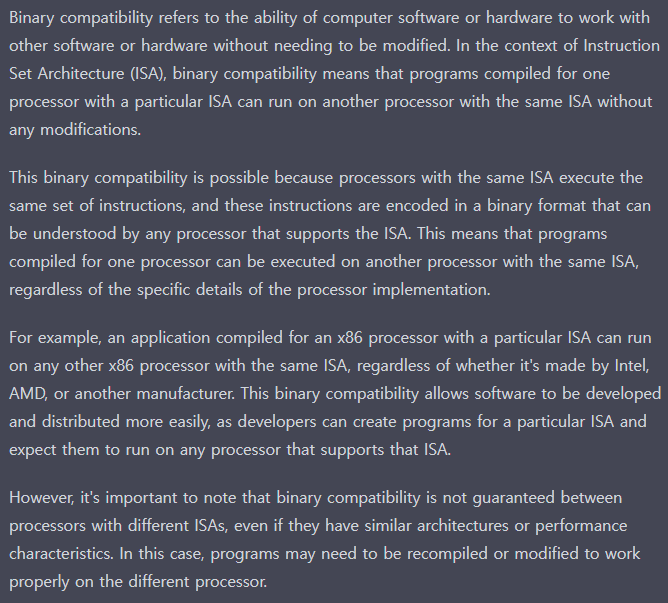 Binary compatibility refers to the ability of computer software or hardware to work with
other software or hardware without needing to be modified. In the context of Instruction
Set Architecture (ISA), binary compatibility means that programs compiled for one
processor with a particular ISA can run on another processor with the same ISA without
any modifications.
This binary compatibility is possible because processors with the same ISA execute the
same set of instructions, and these instructions are encoded in a binary format that can
be understood by any processor that supports the ISA. This means that programs
compiled for one processor can be executed on another processor with the same ISA,
regardless of the specific details of the processor implementation.
For example, an application compiled for an x86 processor with a particular ISA can run
on any other x86 processor with the same ISA, regardless of whether it's made by Intel,
AMD, or another manufacturer. This binary compatibility allows software to be developed
and distributed more easily, as developers can create programs for a particular ISA and
expect them to run on any processor that supports that ISA.
However, it's important to note that binary compatibility is not guaranteed between
processors with different ISAs, even if they have similar architectures or performance
characteristics. In this case, programs may need to be recompiled or modified to work
properly on the different processor.